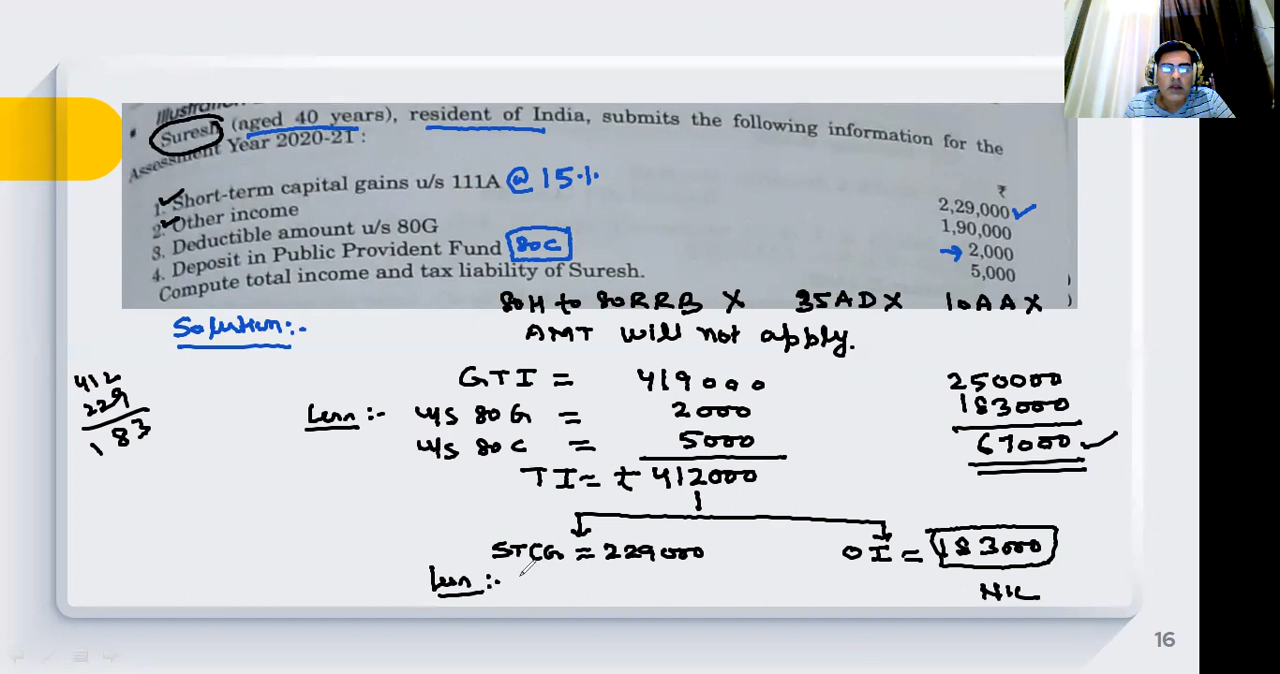 Illustration
Suresh (aged 40 years), resident of India, submits the following information for the
Assessment Year 2020-21 :
₹
1. Short-term capital gains u/s 111A @ 15% 2,29,000
2. Other income 1,90,000
3. Deductible amount u/s 80G 2,000
4. Deposit in Public Provident Fund 80C 5,000
Compute total income and tax liability of Suresh.
80H to 80RRB X 35AD X 10AA X
Solution:-
AMT will not apply.
412
229
183
GTI = 419000
Less :- u/s 80G = 2000
u/s 80C = 5000
TI = ₹ 412000
250000
183000
67000
STCG = 229000 OI = 183000
Less :- NIL
16